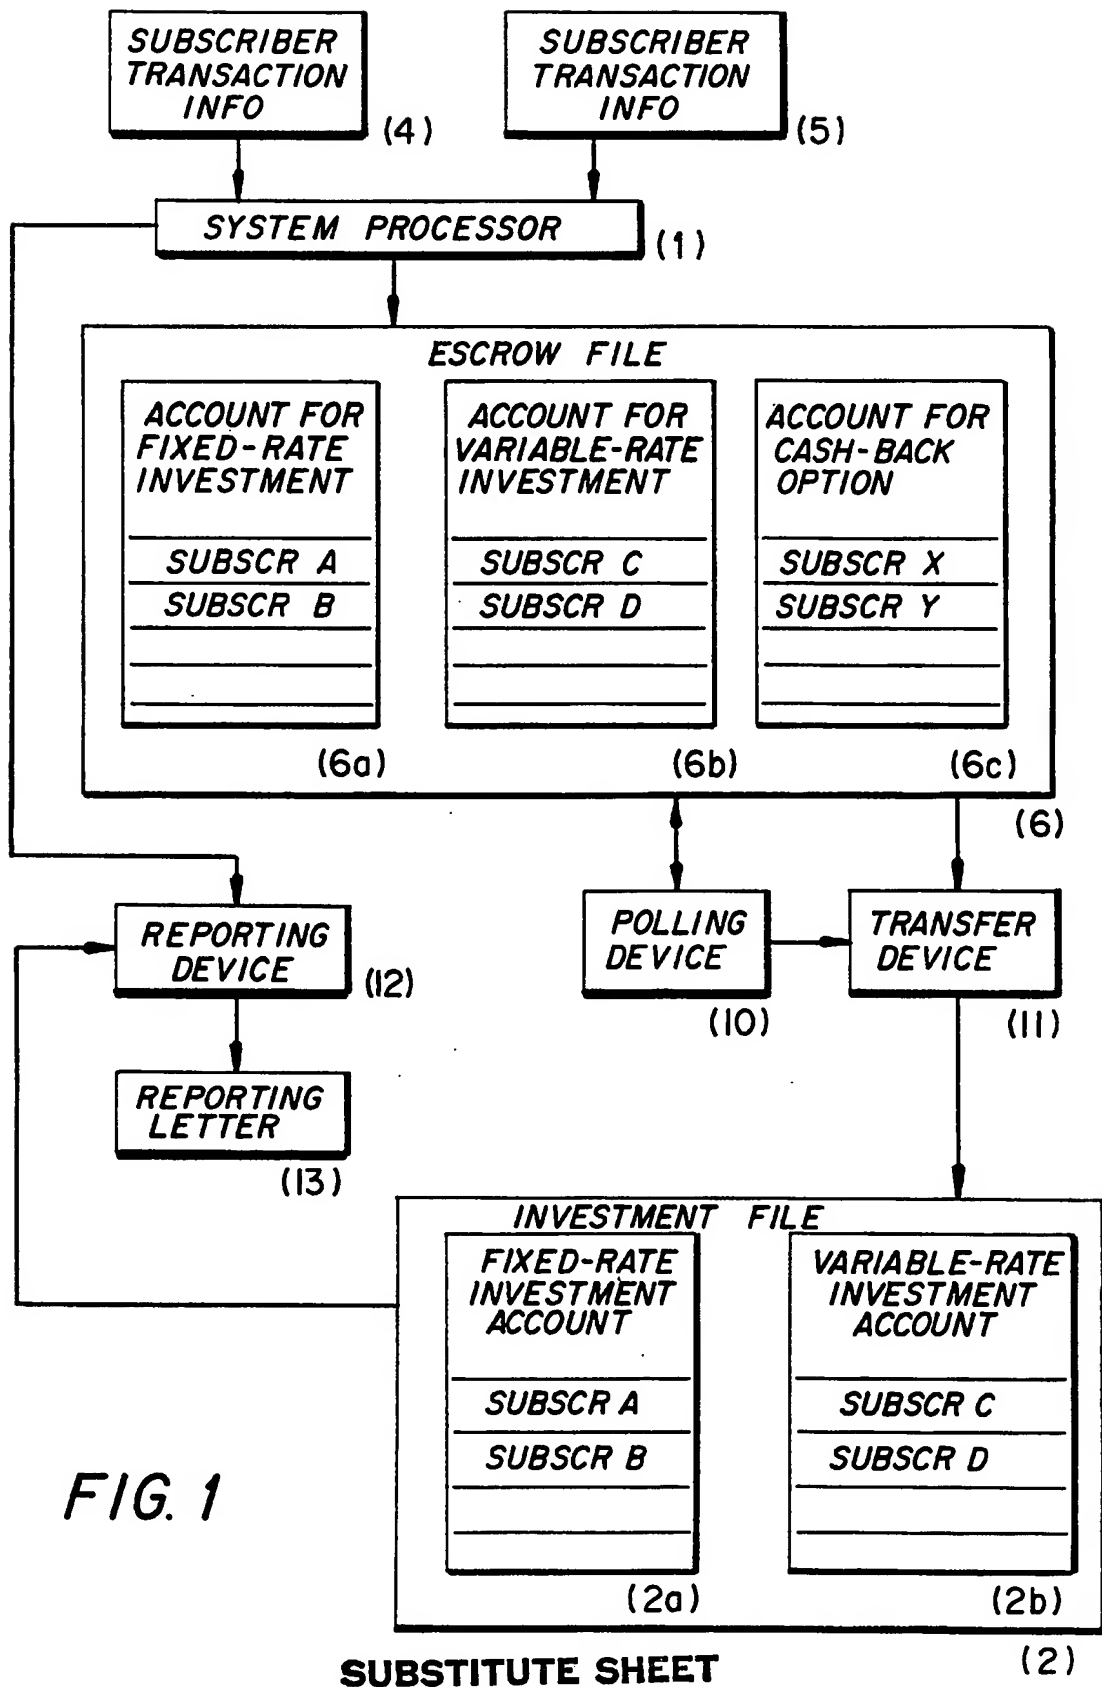 SUBSCRIBER
TRANSACTION
INFO
(4)
SUBSCRIBER
TRANSACTION
INFO
(5)
SYSTEM PROCESSOR
(1)
ESCROW FILE
ACCOUNT FOR
FIXED-RATE
INVESTMENT
SUBSCR A
SUBSCR B
(6a)
ACCOUNT FOR
VARIABLE-RATE
INVESTMENT
SUBSCR C
SUBSCR D
(6b)
ACCOUNT FOR
CASH-BACK
OPTION
SUBSCR X
SUBSCR Y
(6c)
(6)
REPORTING
DEVICE
(12)
POLLING
DEVICE
(10)
TRANSFER
DEVICE
(11)
REPORTING
LETTER
(13)
INVESTMENT FILE
FIXED-RATE
INVESTMENT
ACCOUNT
SUBSCR A
SUBSCR B
(2a)
VARIABLE-RATE
INVESTMENT
ACCOUNT
SUBSCR C
SUBSCR D
(2b)
(2)
FIG. 1
SUBSTITUTE SHEET